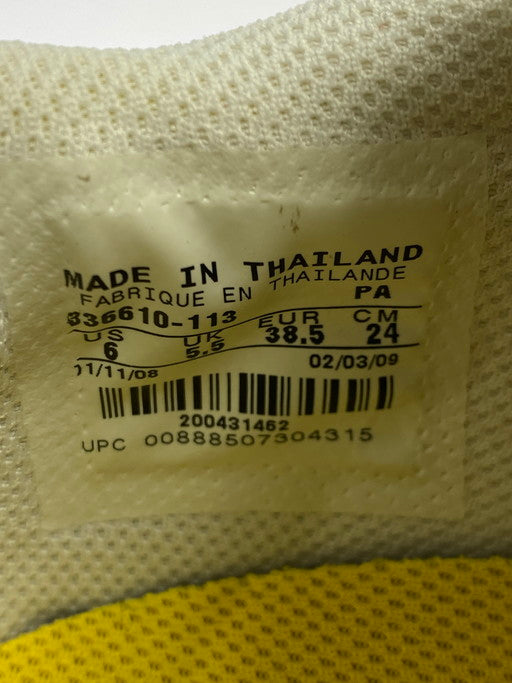 MADE IN THAILAND
FABRIQUE EN THAILANDE
PA
336610-113
US UK EUR CM
6 5.5 38.5 24
11/11/08 02/03/09
200431462
UPC 00888507304315